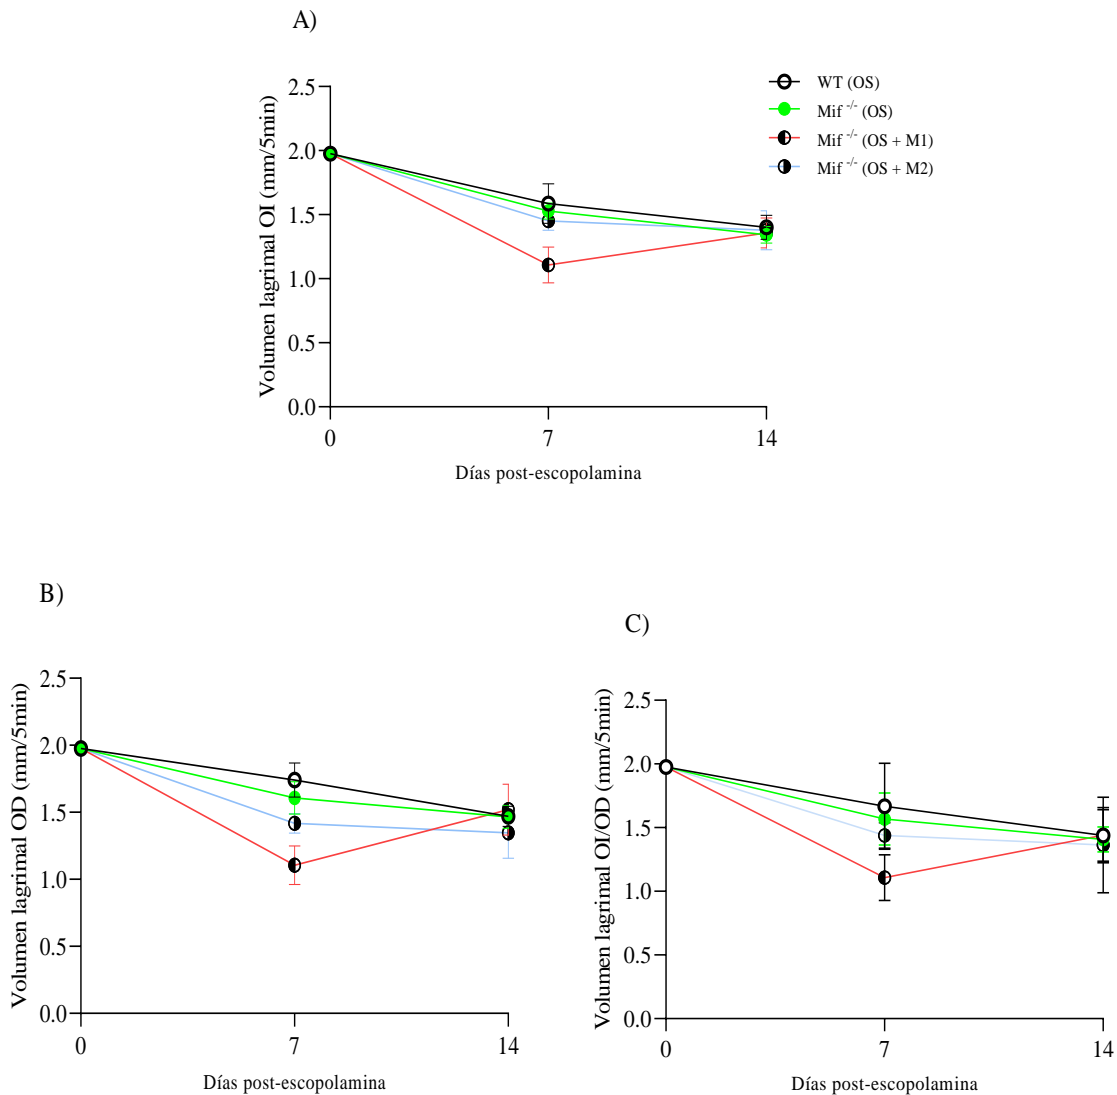 A)
WT (OS)
Mif -/- (OS)
Mif -/- (OS + M1)
Mif -/- (OS + M2)
Volumen lagrimal OI (mm/5min)
2.5
2.0
1.5
1.0
0.5
0.0
0 7 14
Días post-escopolamina
B)
Volumen lagrimal OD (mm/5min)
2.5
2.0
1.5
1.0
0.5
0.0
0 7 14
Días post-escopolamina
C)
Volumen lagrimal OI/OD (mm/5min)
2.5
2.0
1.5
1.0
0.5
0.0
0 7 14
Días post-escopolamina